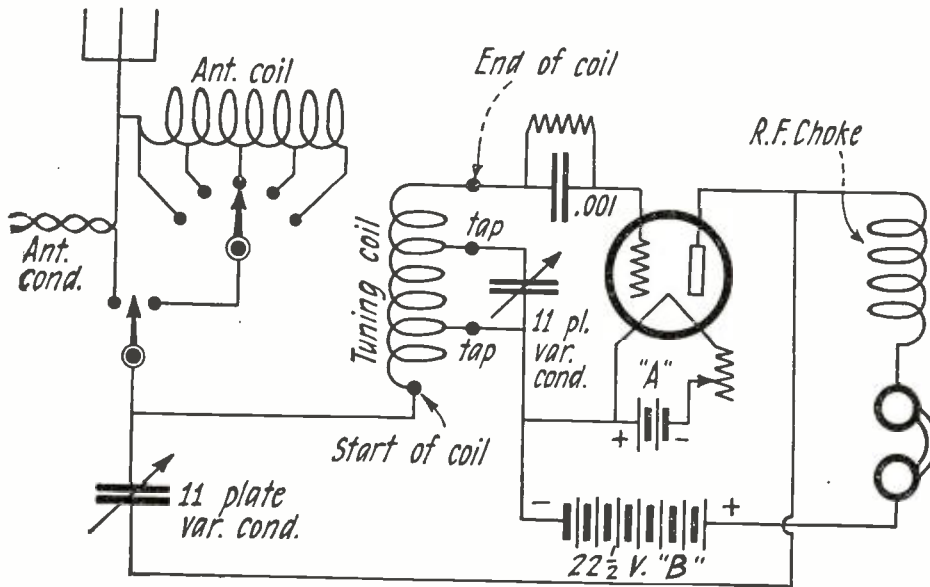 Ant. coil
End of coil
R.F. Choke
.001
tap
Ant.
cond.
Tuning coil
11 pl.
var.
cond.
tap
"A"
+ -
Start of coil
11 plate
var. cond.
- +
22½ V. "B"